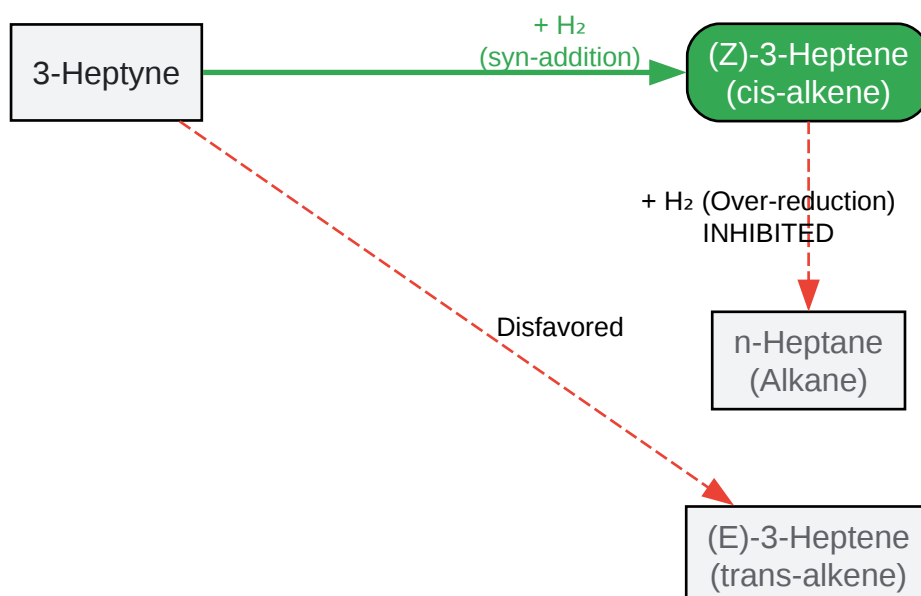 3-Heptyne
+ H₂
(syn-addition)
(Z)-3-Heptene
(cis-alkene)
+ H₂ (Over-reduction)
INHIBITED
Disfavored
n-Heptane
(Alkane)
(E)-3-Heptene
(trans-alkene)